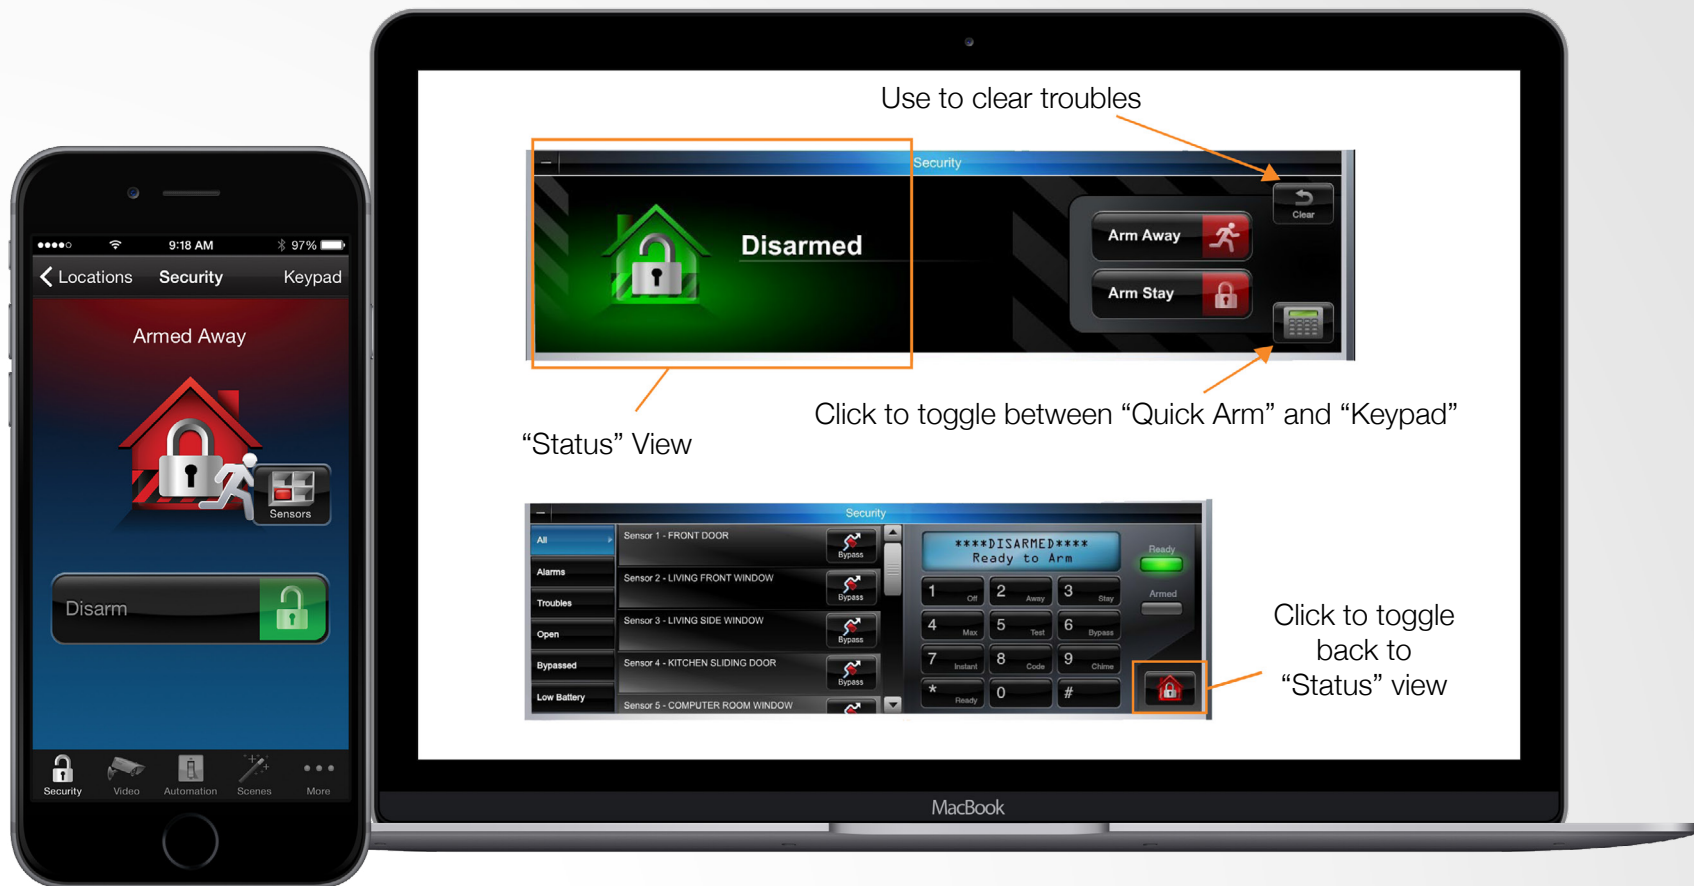 9:18 AM
97%
Locations
Security
Keypad
Armed Away
Sensors
Disarm
Security
Video
Automation
Scenes
More
Use to clear troubles
Security
Disarmed
Arm Away
Arm Stay
Clear
Click to toggle between “Quick Arm” and “Keypad”
“Status” View
Security
All
Alarms
Troubles
Open
Bypassed
Low Battery
Sensor 1 - FRONT DOOR
Bypass
Sensor 2 - LIVING FRONT WINDOW
Bypass
Sensor 3 - LIVING SIDE WINDOW
Bypass
Sensor 4 - KITCHEN SLIDING DOOR
Bypass
Sensor 5 - COMPUTER ROOM WINDOW
****DISARMED****
Ready to Arm
1 Off
2 Away
3 Stay
4 Max
5 Test
6 Bypass
7 Instant
8 Code
9 Chime
* Ready
0
#
Ready
Armed
Click to toggle
back to
“Status” view
MacBook